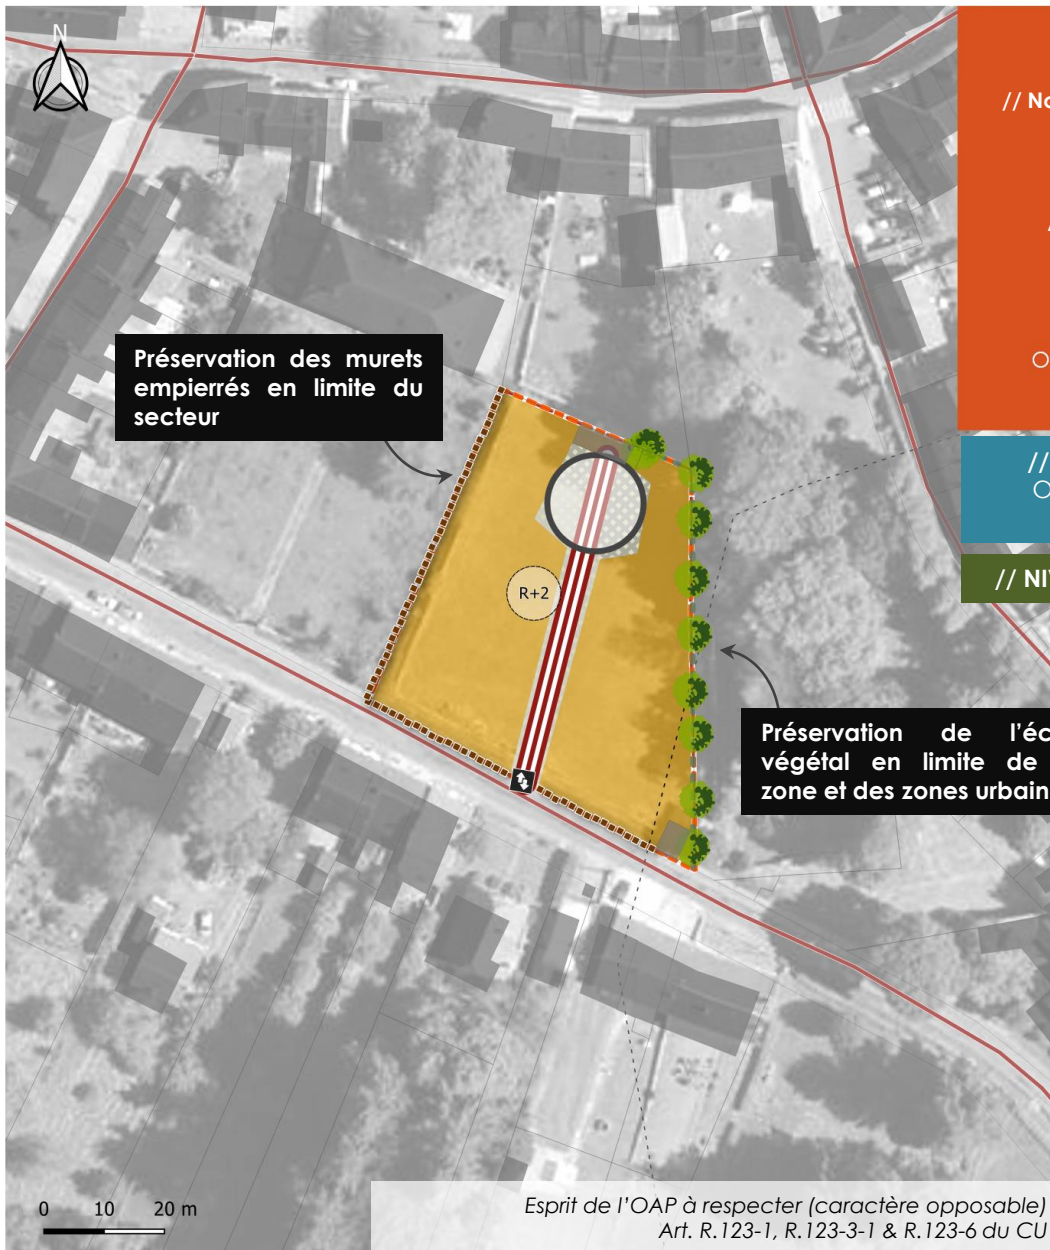 N
// No
Préservation des murets
empierrés en limite du
secteur
//
// NI
R+2
Préservation de l'éc
végétal en limite de
zone et des zones urbain
0 10 20 m
Esprit de l'OAP à respecter (caractère opposable)
Art. R.123-1, R.123-3-1 & R.123-6 du CU